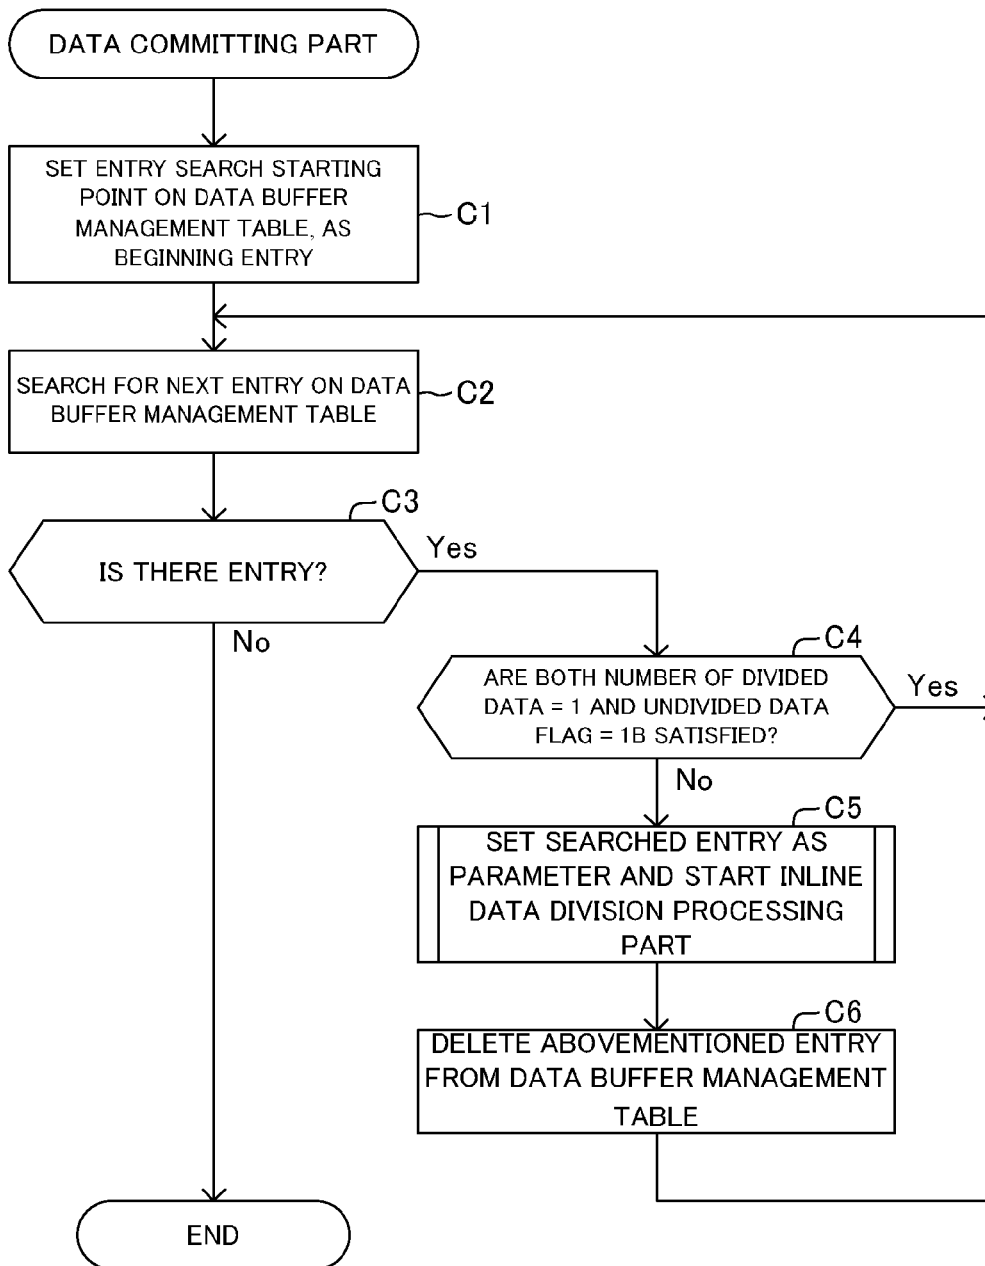 DATA COMMITTING PART
SET ENTRY SEARCH STARTING
POINT ON DATA BUFFER
MANAGEMENT TABLE, AS
BEGINNING ENTRY
C1
SEARCH FOR NEXT ENTRY ON DATA
BUFFER MANAGEMENT TABLE
C2
C3
IS THERE ENTRY?
Yes
No
C4
ARE BOTH NUMBER OF DIVIDED
DATA = 1 AND UNDIVIDED DATA
FLAG = 1B SATISFIED?
Yes
No
C5
SET SEARCHED ENTRY AS
PARAMETER AND START INLINE
DATA DIVISION PROCESSING
PART
C6
DELETE ABOVEMENTIONED ENTRY
FROM DATA BUFFER MANAGEMENT
TABLE
END